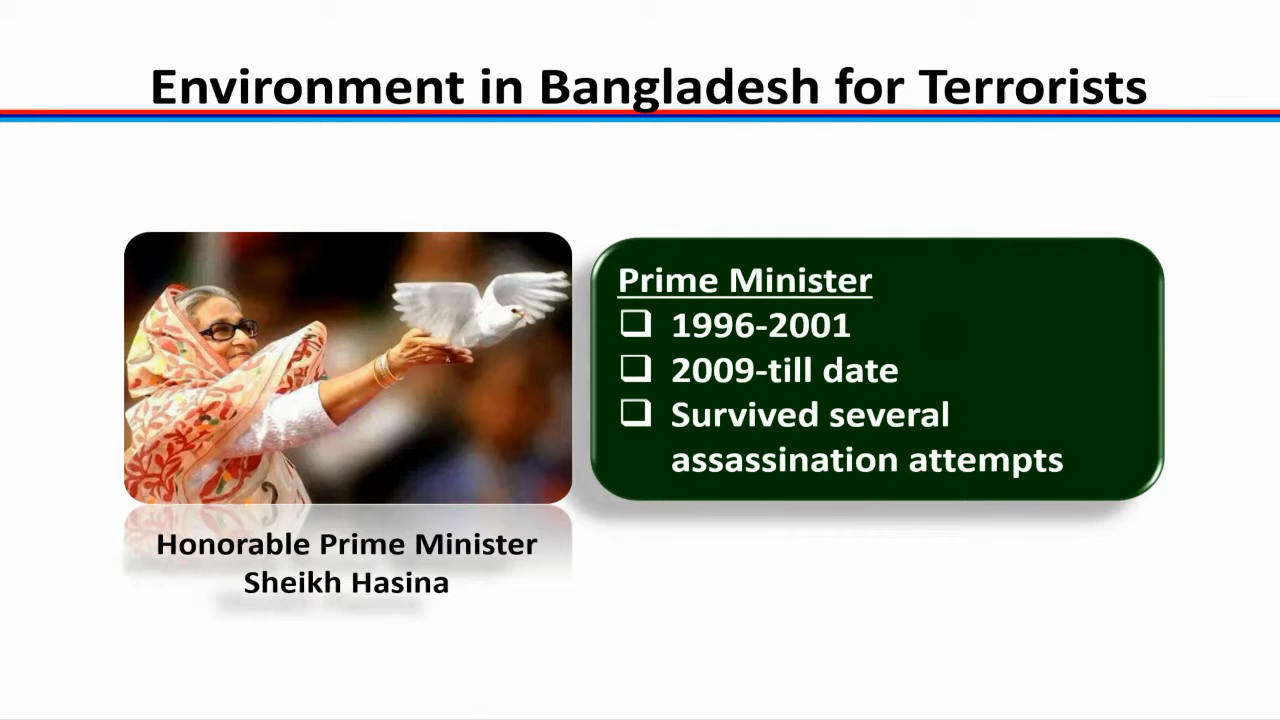 Environment in Bangladesh for Terrorists
Prime Minister
❑ 1996-2001
❑ 2009-till date
❑ Survived several
assassination attempts
Honorable Prime Minister
Sheikh Hasina